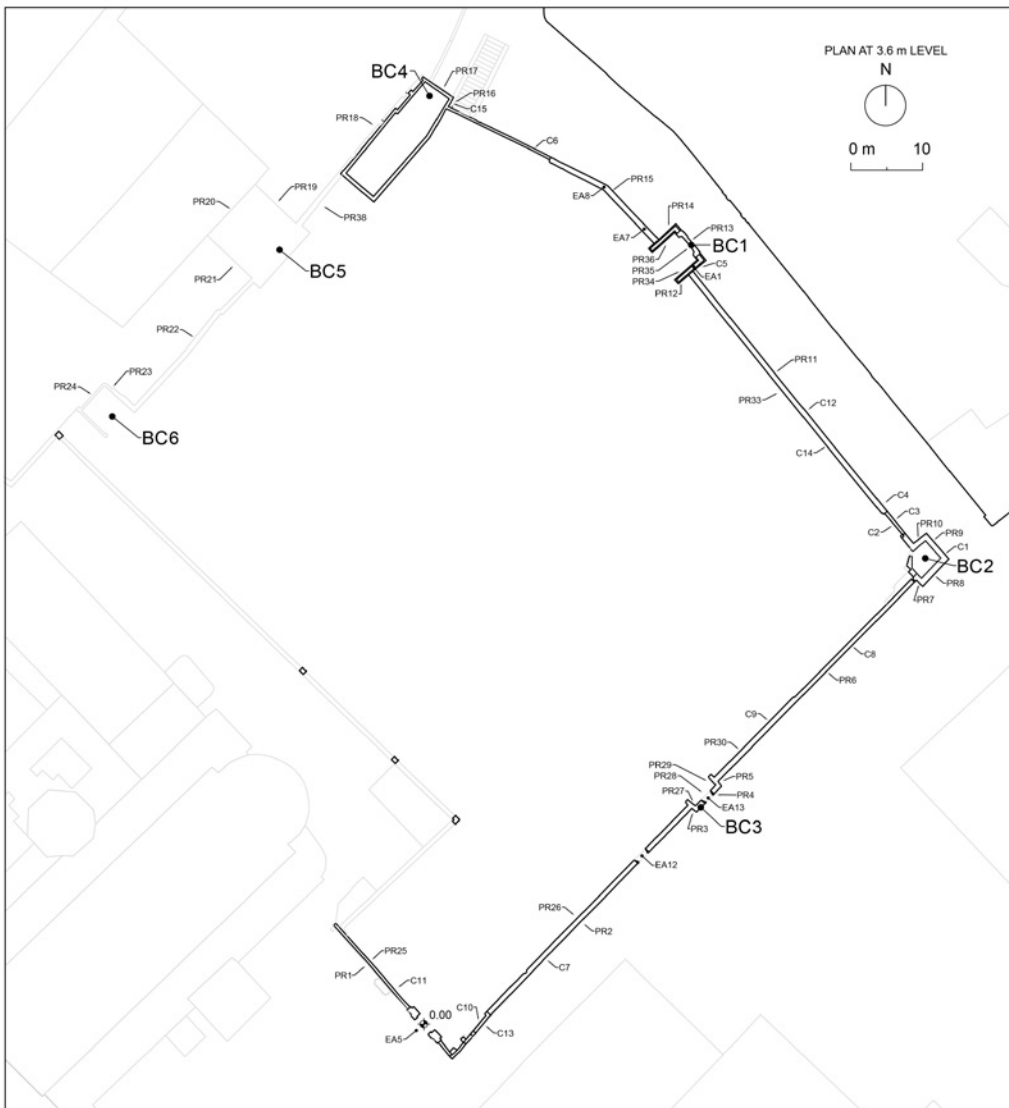 PLAN AT 3.6 m LEVEL
N
0 m 10
BC4
PR17
PR16
C15
PR18
C6
PR15
PR19
EA8
PR20
PR38
PR14
PR13
EA7
BC1
PR36
BC5
PR35
C5
PR21
PR34
EA1
PR12
PR22
PR11
PR23
PR24
PR33
C12
BC6
C14
C4
C3
PR10
C2
PR9
C1
BC2
PR8
PR7
C8
PR6
C9
PR30
PR29
PR28
PR5
PR27
PR4
EA13
PR3
BC3
EA12
PR26
PR2
PR25
C7
PR1
C11
C10
0.00
C13
EA5